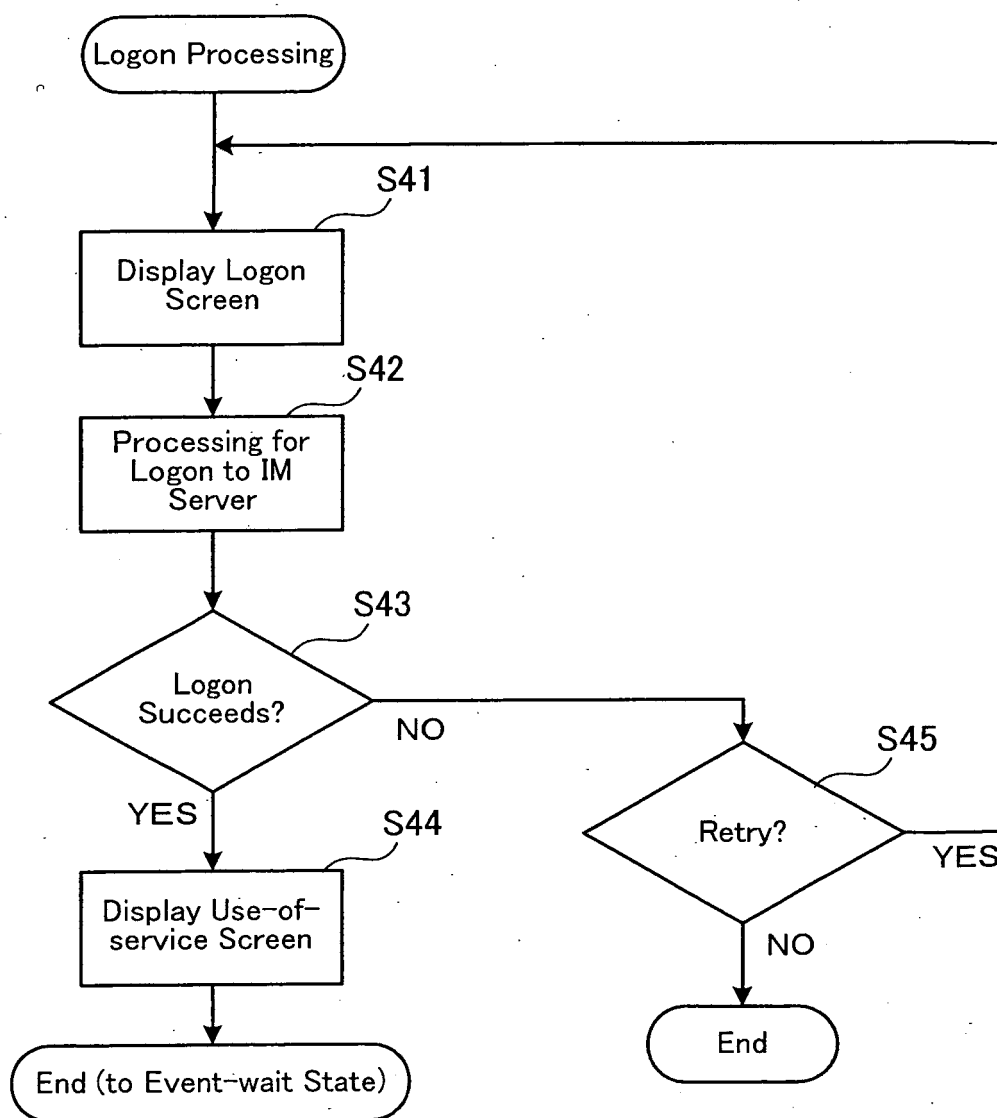 Logon Processing
S41
Display Logon
Screen
S42
Processing for
Logon to IM
Server
S43
Logon
Succeeds?
NO
YES
S45
Retry?
YES
NO
End
S44
Display Use-of-
service Screen
End (to Event-wait State)